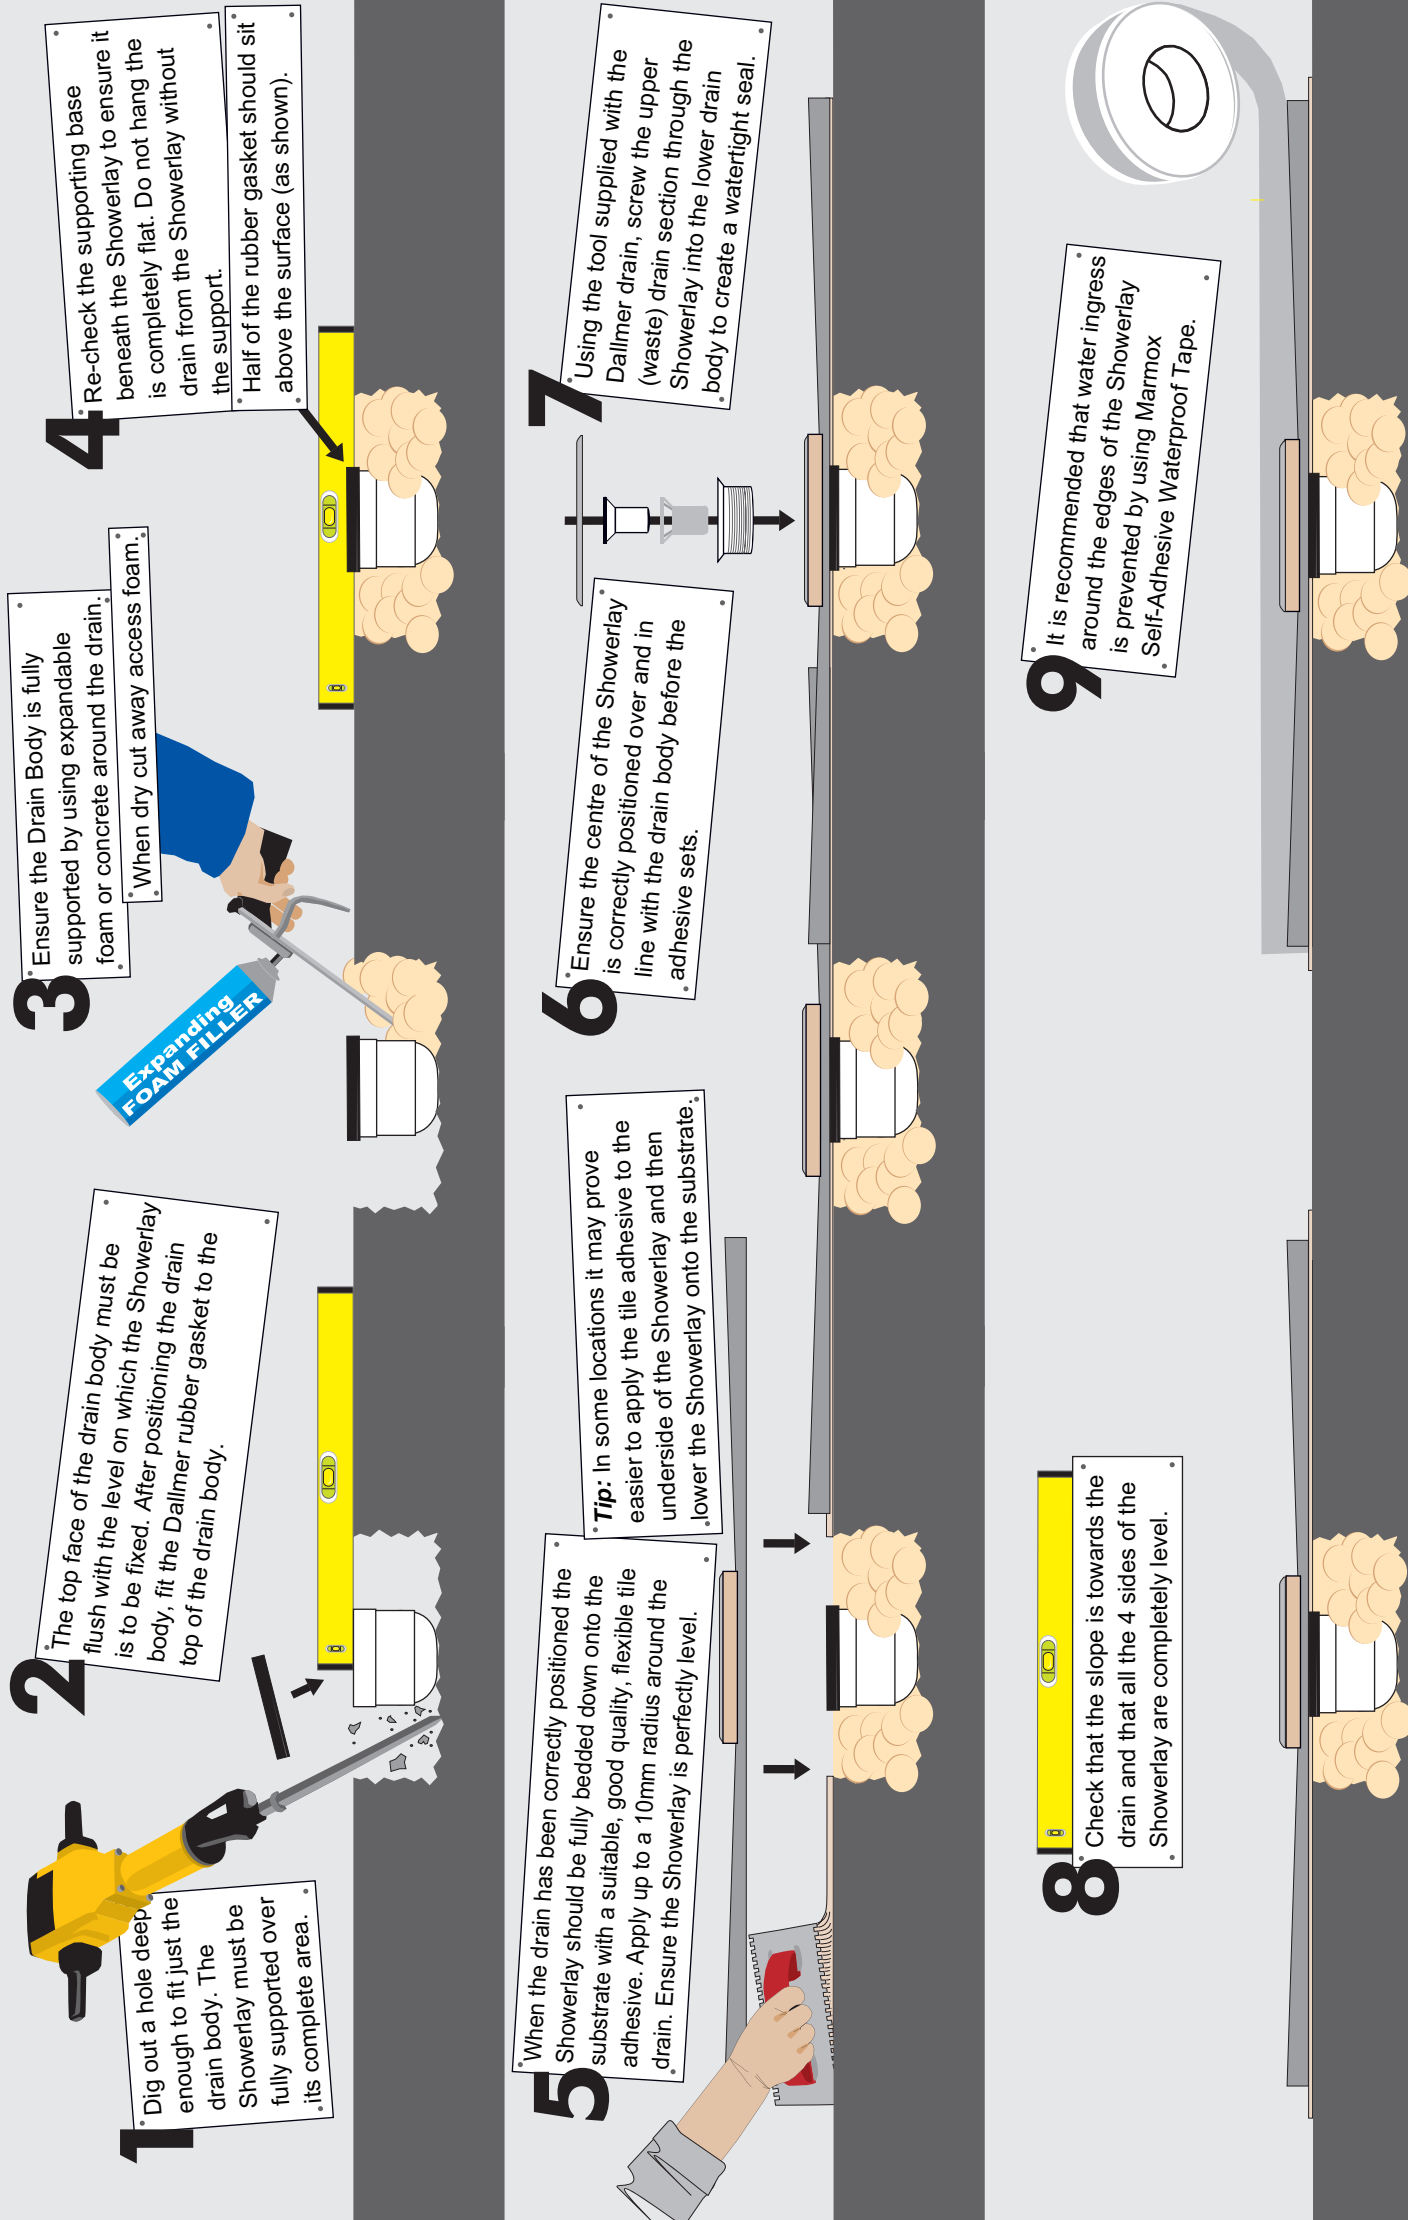 1
Dig out a hole deep
enough to fit just the
drain body. The
Showerlay must be
fully supported over
its complete area.
2
The top face of the drain body must be
flush with the level on which the Showerlay
is to be fixed. After positioning the drain
body, fit the Dallmer rubber gasket to the
top of the drain body.
3
Ensure the Drain Body is fully
supported by using expandable
foam or concrete around the drain.
When dry cut away access foam.
Expanding
FOAM FILLER
4
Re-check the supporting base
beneath the Showerlay to ensure it
is completely flat. Do not hang the
drain from the Showerlay without
the support.
Half of the rubber gasket should sit
above the surface (as shown).
5
When the drain has been correctly positioned the
Showerlay should be fully bedded down onto the
substrate with a suitable, good quality, flexible tile
adhesive. Apply up to a 10mm radius around the
drain. Ensure the Showerlay is perfectly level.
Tip: In some locations it may prove
easier to apply the tile adhesive to the
underside of the Showerlay and then
lower the Showerlay onto the substrate.
6
Ensure the centre of the Showerlay
is correctly positioned over and in
line with the drain body before the
adhesive sets.
7
Using the tool supplied with the
Dallmer drain, screw the upper
(waste) drain section through the
Showerlay into the lower drain
body to create a watertight seal.
8
Check that the slope is towards the
drain and that all the 4 sides of the
Showerlay are completely level.
9
It is recommended that water ingress
around the edges of the Showerlay
is prevented by using Marmox
Self-Adhesive Waterproof Tape.